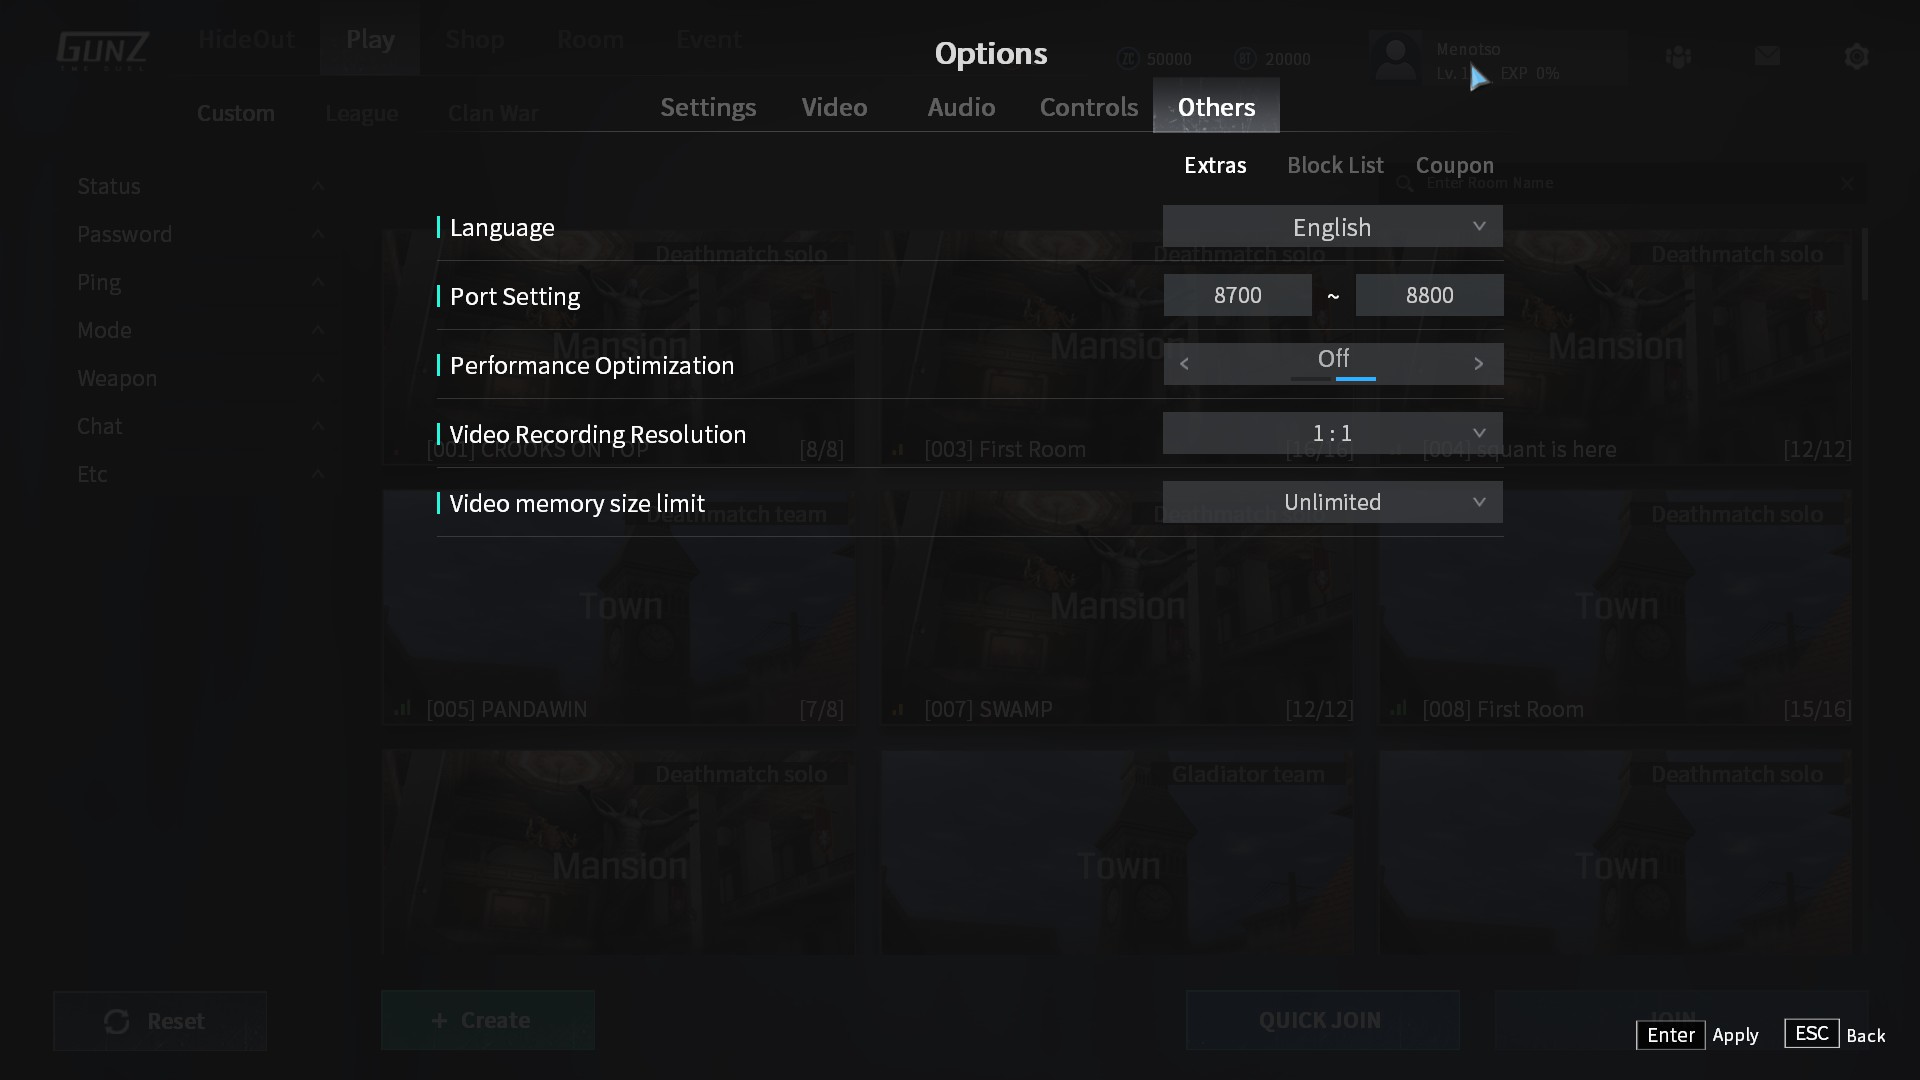 GUNZ
HideOut
Play
Shop
Room
Event
Options
ZC 50000
BT 20000
Menotso
EXP 0%
Custom
League
Clan War
Settings
Video
Audio
Controls
Others
Extras
Block List
Coupon
Enter Room Name
Status
Password
Ping
Mode
Weapon
Chat
Etc
Language
English
Port Setting
8700 ~ 8800
Performance Optimization
Off
Video Recording Resolution
1 : 1
Video memory size limit
Unlimited
Deathmatch solo
Mansion
[001] CROOKS ON TOP [8/8]
Deathmatch solo
Mansion
[003] First Room [16/16]
Deathmatch solo
Mansion
[004] squant is here [12/12]
Deathmatch team
Town
[005] PANDAWIN [7/8]
Deathmatch solo
Mansion
[007] SWAMP [12/12]
Deathmatch solo
Town
[008] First Room [15/16]
Deathmatch solo
Mansion
Gladiator team
Town
Deathmatch solo
Town
Reset
+ Create
QUICK JOIN
JOIN
Enter Apply
ESC Back